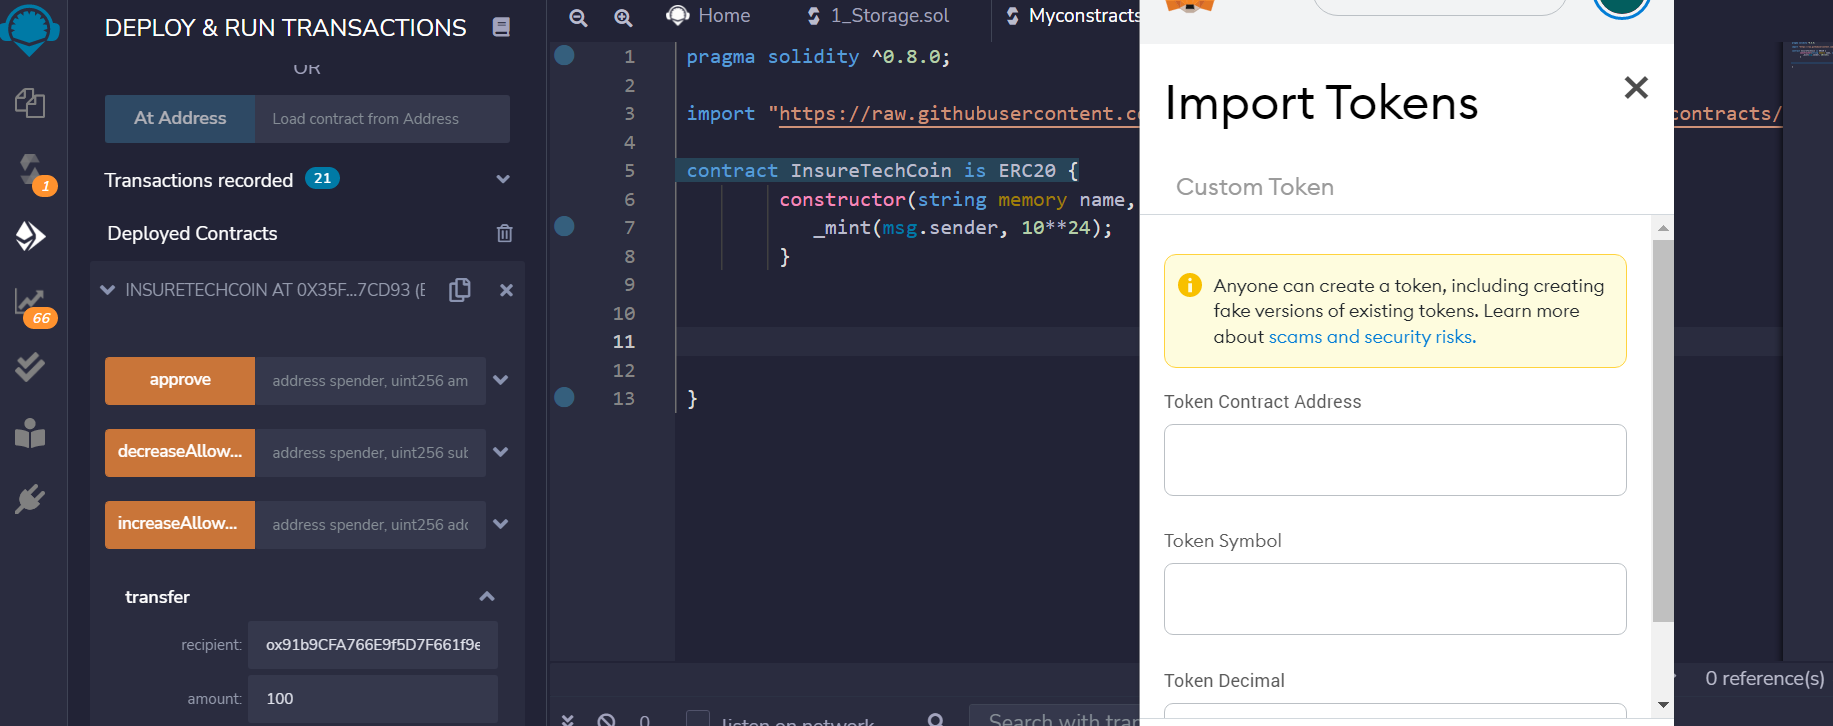 DEPLOY & RUN TRANSACTIONS
OR
At Address
Load contract from Address
Transactions recorded 21
Deployed Contracts
INSURETECHCOIN AT 0X35F...7CD93 (
approve
address spender, uint256 am
decreaseAllow...
address spender, uint256 sub
increaseAllow...
address spender, uint256 add
transfer
recipient:
ox91b9CFA766E9f5D7F661f9e
amount:
100
1
66
Home
1_Storage.sol
Myconstracts
1 pragma solidity ^0.8.0;
2
3 import "https://raw.githubusercontent.co
contracts/
4
5 contract InsureTechCoin is ERC20 {
6 constructor(string memory name,
7 _mint(msg.sender, 10**24);
8 }
9
10
11
12
13 }
0
listen on network
Search with tran
0 reference(s)
Import Tokens
Custom Token
Anyone can create a token, including creating
fake versions of existing tokens. Learn more
about scams and security risks.
Token Contract Address
Token Symbol
Token Decimal